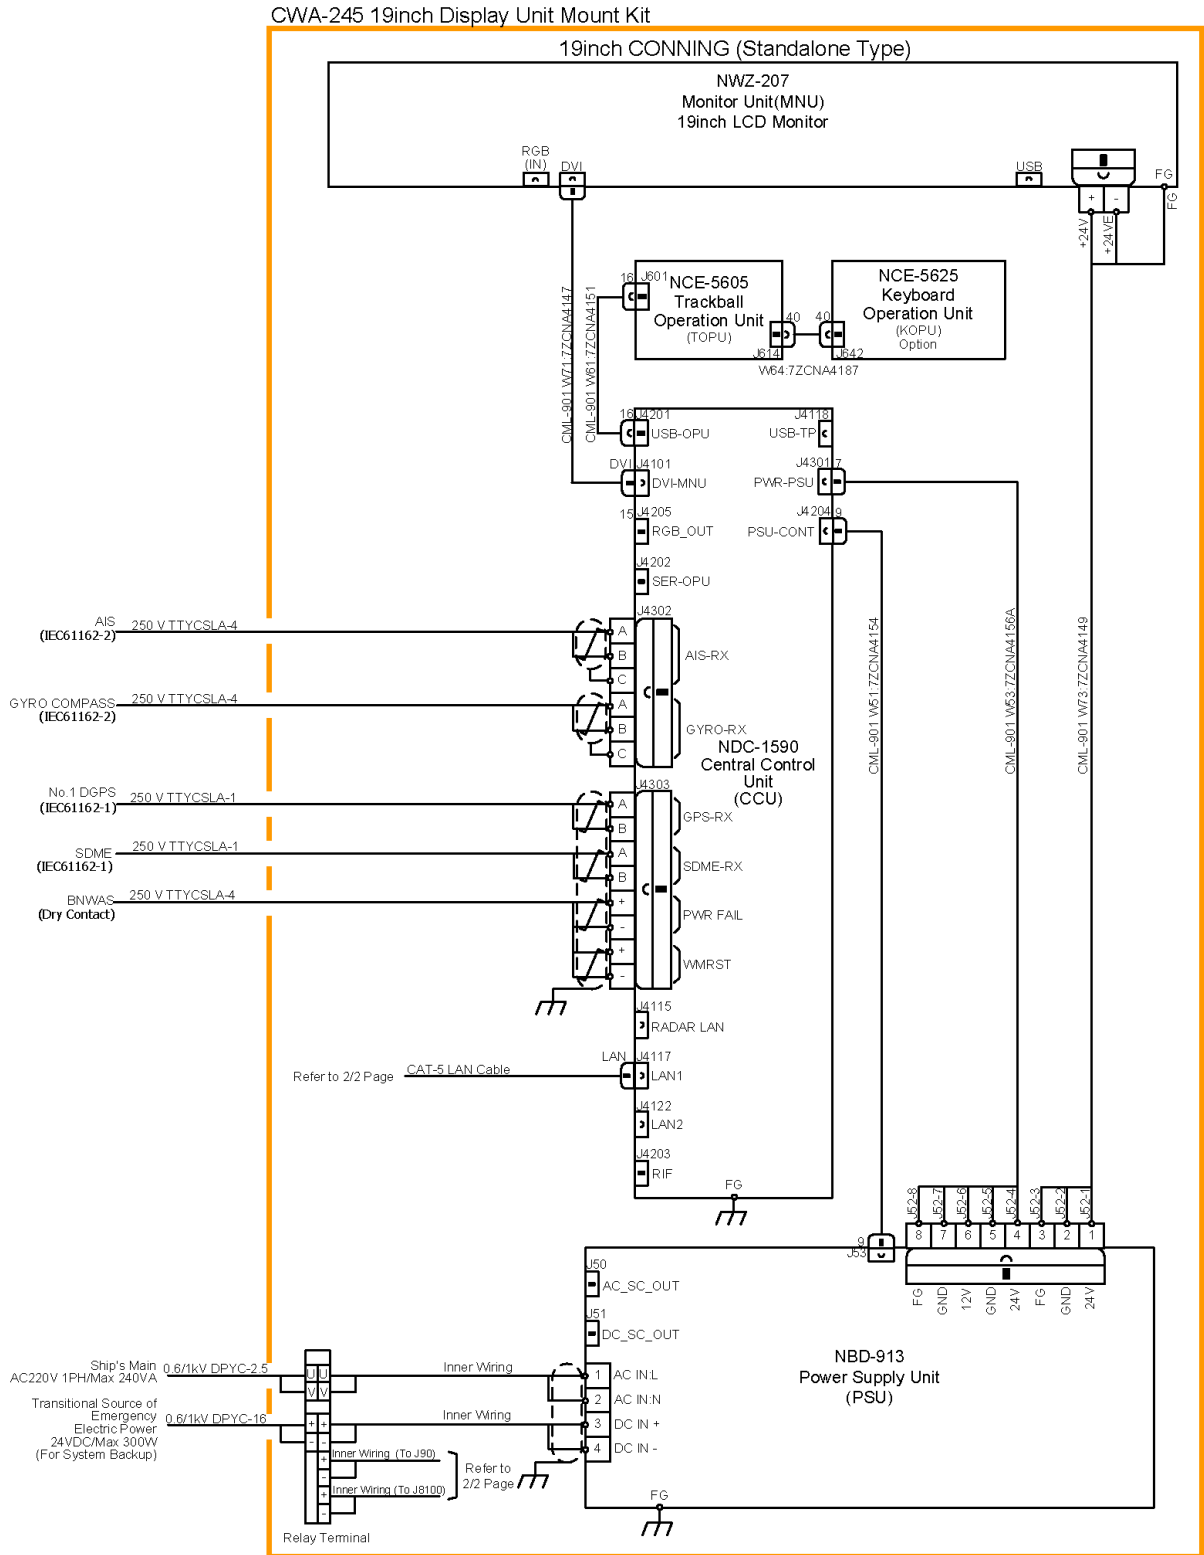 CWA-245 19inch Display Unit Mount Kit
19inch CONNING (Standalone Type)
NWZ-207
Monitor Unit(MNU)
19inch LCD Monitor
RGB
(IN)
DVI
USB
FG
FG
+
-
+24V
+24VE
CML-901 W71:7ZCNA4147
CML-901 W61:7ZCNA4151
16
J601
NCE-5605
Trackball
Operation Unit
(TOPU)
40
J614
W64:7ZCNA4187
40
J642
NCE-5625
Keyboard
Operation Unit
(KOPU)
Option
16
J4201
USB-OPU
J4118
USB-TP
DVI
J4101
DVI-MNU
J4301
7
PWR-PSU
15
J4205
RGB_OUT
J4204
9
PSU-CONT
J4202
SER-OPU
CML-901 W51:7ZCNA4154
CML-901 W53:7ZCNA4156A
CML-901 W73:7ZCNA4149
AIS
(IEC61162-2)
250 V TTYCSLA-4
J4302
A
B
C
AIS-RX
GYRO COMPASS
(IEC61162-2)
250 V TTYCSLA-4
A
B
C
GYRO-RX
NDC-1590
Central Control
Unit
(CCU)
No.1 DGPS
(IEC61162-1)
250 V TTYCSLA-1
J4303
A
B
GPS-RX
SDME
(IEC61162-1)
250 V TTYCSLA-1
A
B
SDME-RX
BNWAS
(Dry Contact)
250 V TTYCSLA-4
+
-
PWR FAIL
+
-
WMRST
J4115
RADAR LAN
Refer to 2/2 Page
CAT-5 LAN Cable
LAN
J4117
LAN1
J4122
LAN2
J4203
RIF
FG
J52-8
J52-7
J52-6
J52-5
J52-4
J52-3
J52-2
J52-1
8
7
6
5
4
3
2
1
FG
GND
12V
GND
24V
FG
GND
24V
9
J53
J50
AC_SC_OUT
J51
DC_SC_OUT
NBD-913
Power Supply Unit
(PSU)
Ship's Main
AC220V 1PH/Max 240VA
0.6/1kV DPYC-2.5
U U
V V
Inner Wiring
1
AC IN:L
2
AC IN:N
Transitional Source of
Emergency
Electric Power
24VDC/Max 300W
(For System Backup)
0.6/1kV DPYC-16
+ +
- -
Inner Wiring
3
DC IN +
4
DC IN -
+
-
Inner Wiring (To J90)
+
-
Inner Wiring (To J8100)
Refer to
2/2 Page
FG
Relay Terminal